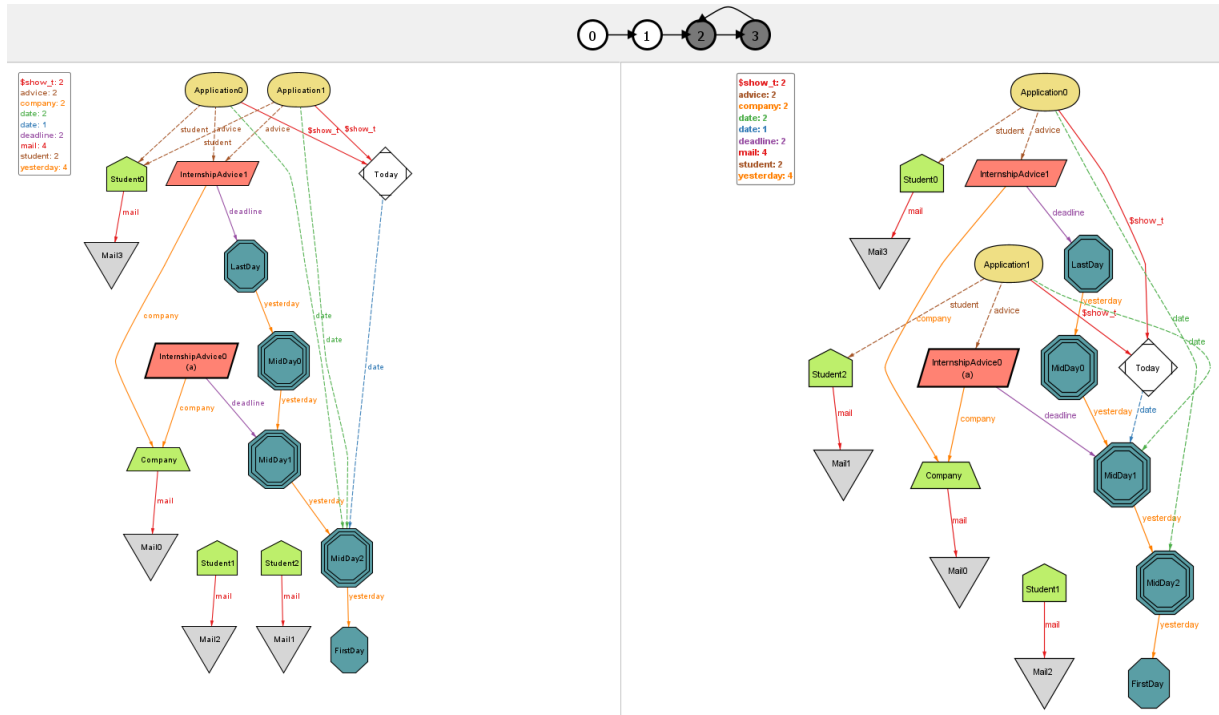 0
1
2
3
$show_t: 2
advice: 2
company: 2
date: 2
date: 1
deadline: 2
mail: 4
student: 2
yesterday: 4
Application0
Application1
student
advice
advice
$show_t
$show_t
student
Student0
InternshipAdvice1
Today
mail
deadline
Mail3
LastDay
yesterday
company
date
date
MidDay0
InternshipAdvice0
(a)
date
yesterday
company
deadline
Company
MidDay1
mail
yesterday
Mail0
Student1
Student2
MidDay2
mail
mail
yesterday
Mail2
Mail1
FirstDay
$show_t: 2
advice: 2
company: 2
date: 2
date: 1
deadline: 2
mail: 4
student: 2
yesterday: 4
Application0
student
advice
Student0
InternshipAdvice1
mail
deadline
$show_t
Mail3
Application1
LastDay
yesterday
student
company
advice
$show_t
date
date
Student2
InternshipAdvice0
(a)
MidDay0
Today
mail
company
deadline
yesterday
date
Mail1
Company
MidDay1
mail
yesterday
Mail0
Student1
MidDay2
mail
yesterday
Mail2
FirstDay